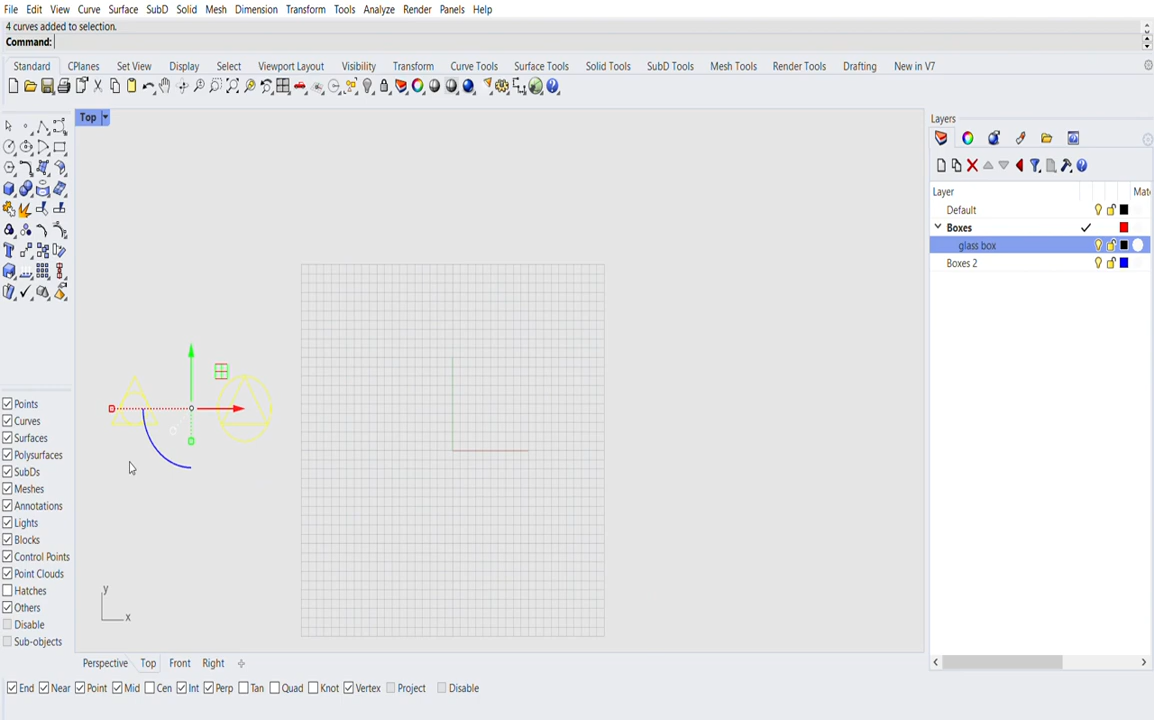 File Edit View Curve Surface SubD Solid Mesh Dimension Transform Tools Analyze Render Panels Help
4 curves added to selection.
Command:
Standard CPlanes Set View Display Select Viewport Layout Visibility Transform Curve Tools Surface Tools Solid Tools SubD Tools Mesh Tools Render Tools Drafting New in V7
Top
Layers
Layer Mate
Default
Boxes
glass box
Boxes 2
Points
Curves
Surfaces
Polysurfaces
SubDs
Meshes
Annotations
Lights
Blocks
Control Points
Point Clouds
Hatches
Others
Disable
Sub-objects
y
x
Perspective Top Front Right
End Near Point Mid Cen Int Perp Tan Quad Knot Vertex Project Disable